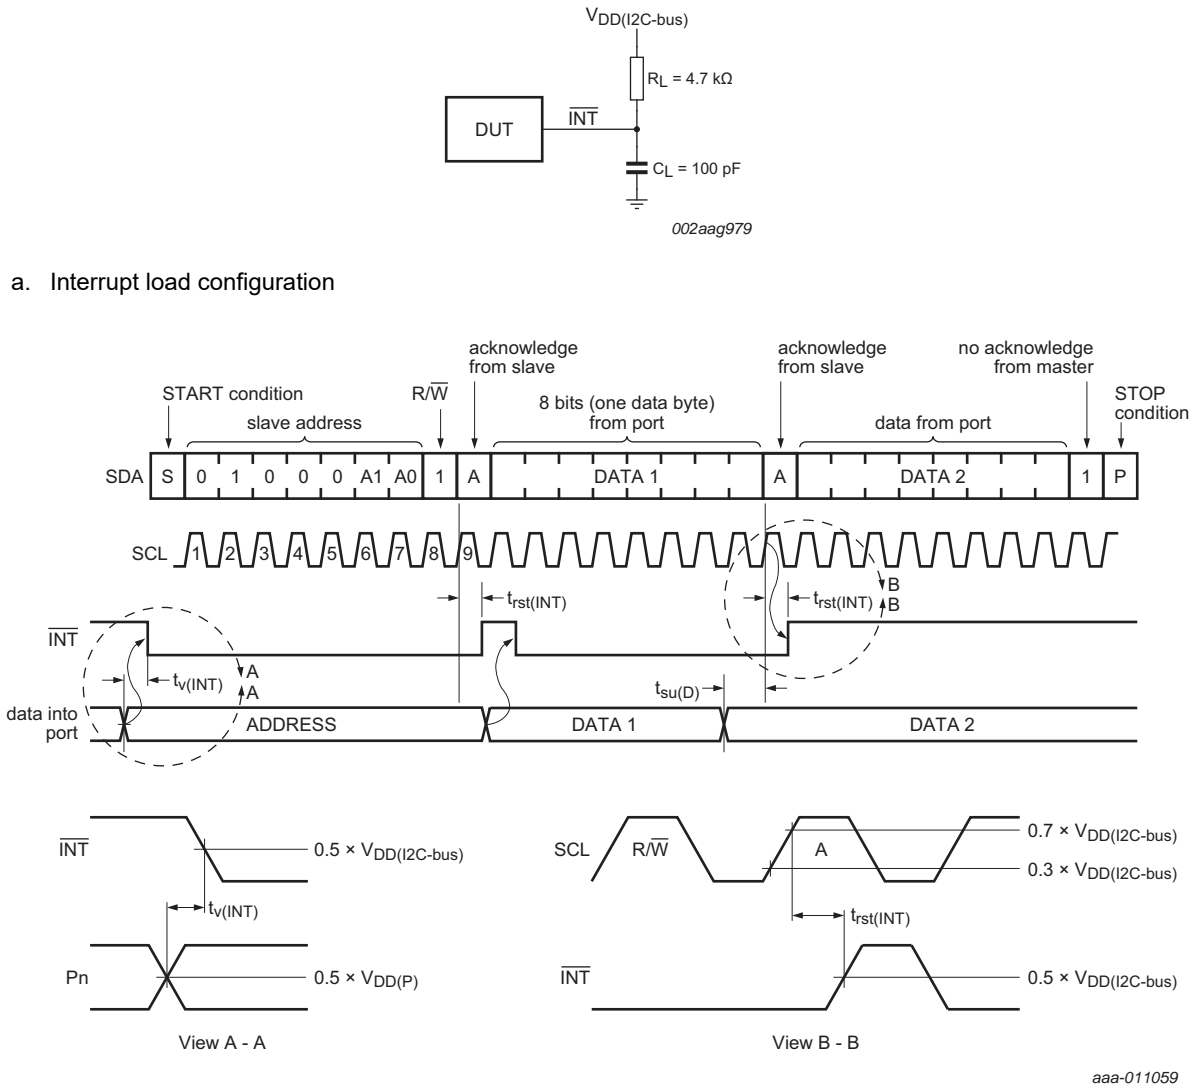 VDD(I2C-bus)
RL = 4.7 kΩ
DUT
INT
CL = 100 pF
002aag979
a. Interrupt load configuration
acknowledge
from slave
acknowledge
from slave
no acknowledge
from master
START condition
R/W
8 bits (one data byte)
from port
STOP
condition
slave address
data from port
SDA S 0 1 0 0 0 A1 A0 1 A DATA 1 A DATA 2 1 P
SCL 1 2 3 4 5 6 7 8 9
trst(INT)
trst(INT)
B
B
INT
tv(INT)
A
A
tsu(D)
data into
port
ADDRESS
DATA 1
DATA 2
INT
0.5 × VDD(I2C-bus)
tv(INT)
Pn
0.5 × VDD(P)
View A - A
SCL
R/W
A
0.7 × VDD(I2C-bus)
0.3 × VDD(I2C-bus)
trst(INT)
INT
0.5 × VDD(I2C-bus)
View B - B
aaa-011059